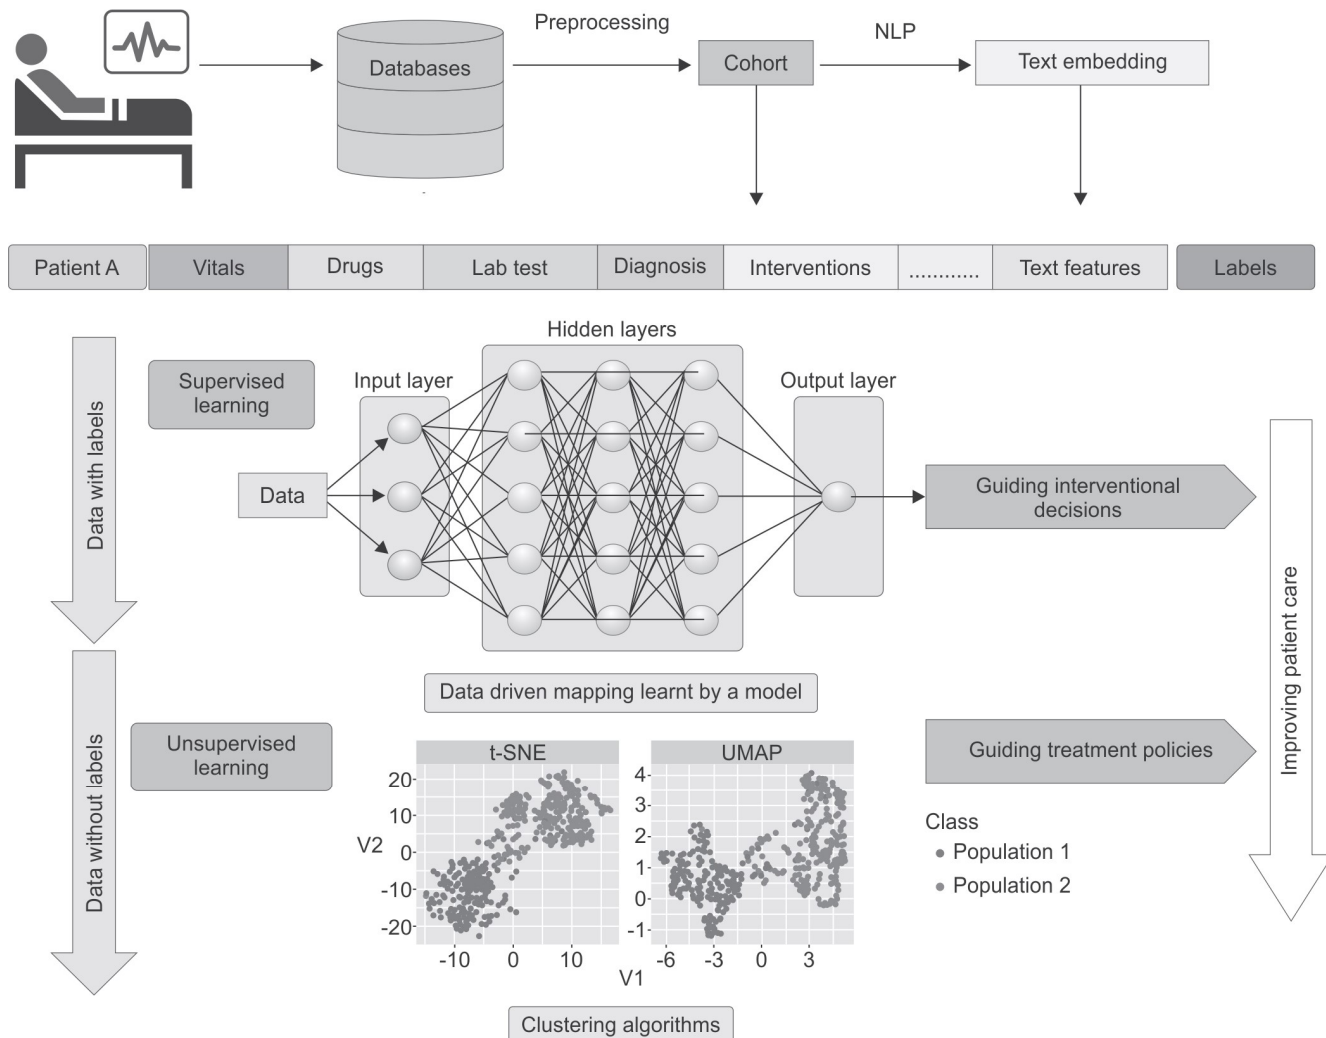 Preprocessing
NLP
Databases
Cohort
Text embedding
Patient A
Vitals
Drugs
Lab test
Diagnosis
Interventions
............
Text features
Labels
Hidden layers
Supervised
learning
Input layer
Output layer
Data with labels
Data
Guiding interventional
decisions
Improving patient care
Data driven mapping learnt by a model
Data without labels
Unsupervised
learning
t-SNE
UMAP
Guiding treatment policies
V2
20
10
0
-10
-20
-10
0
10
4
3
2
1
0
-1
-6
-3
0
3
V1
Class
Population 1
Population 2
Clustering algorithms